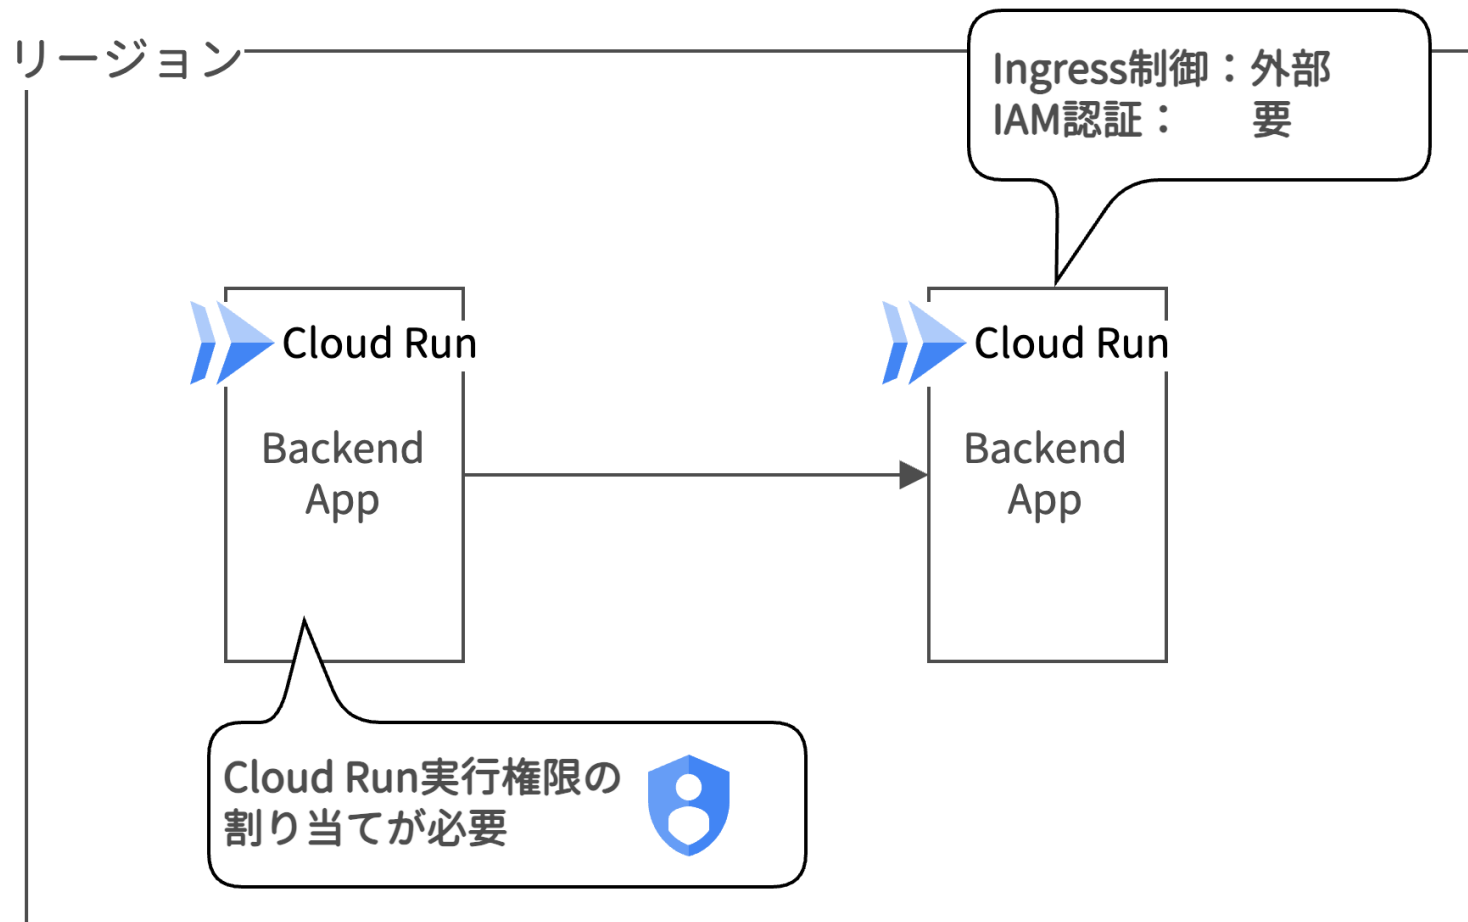 リージョン
Ingress制御：外部
IAM認証：　　要
Cloud Run
Backend
App
Cloud Run
Backend
App
Cloud Run実行権限の
割り当てが必要